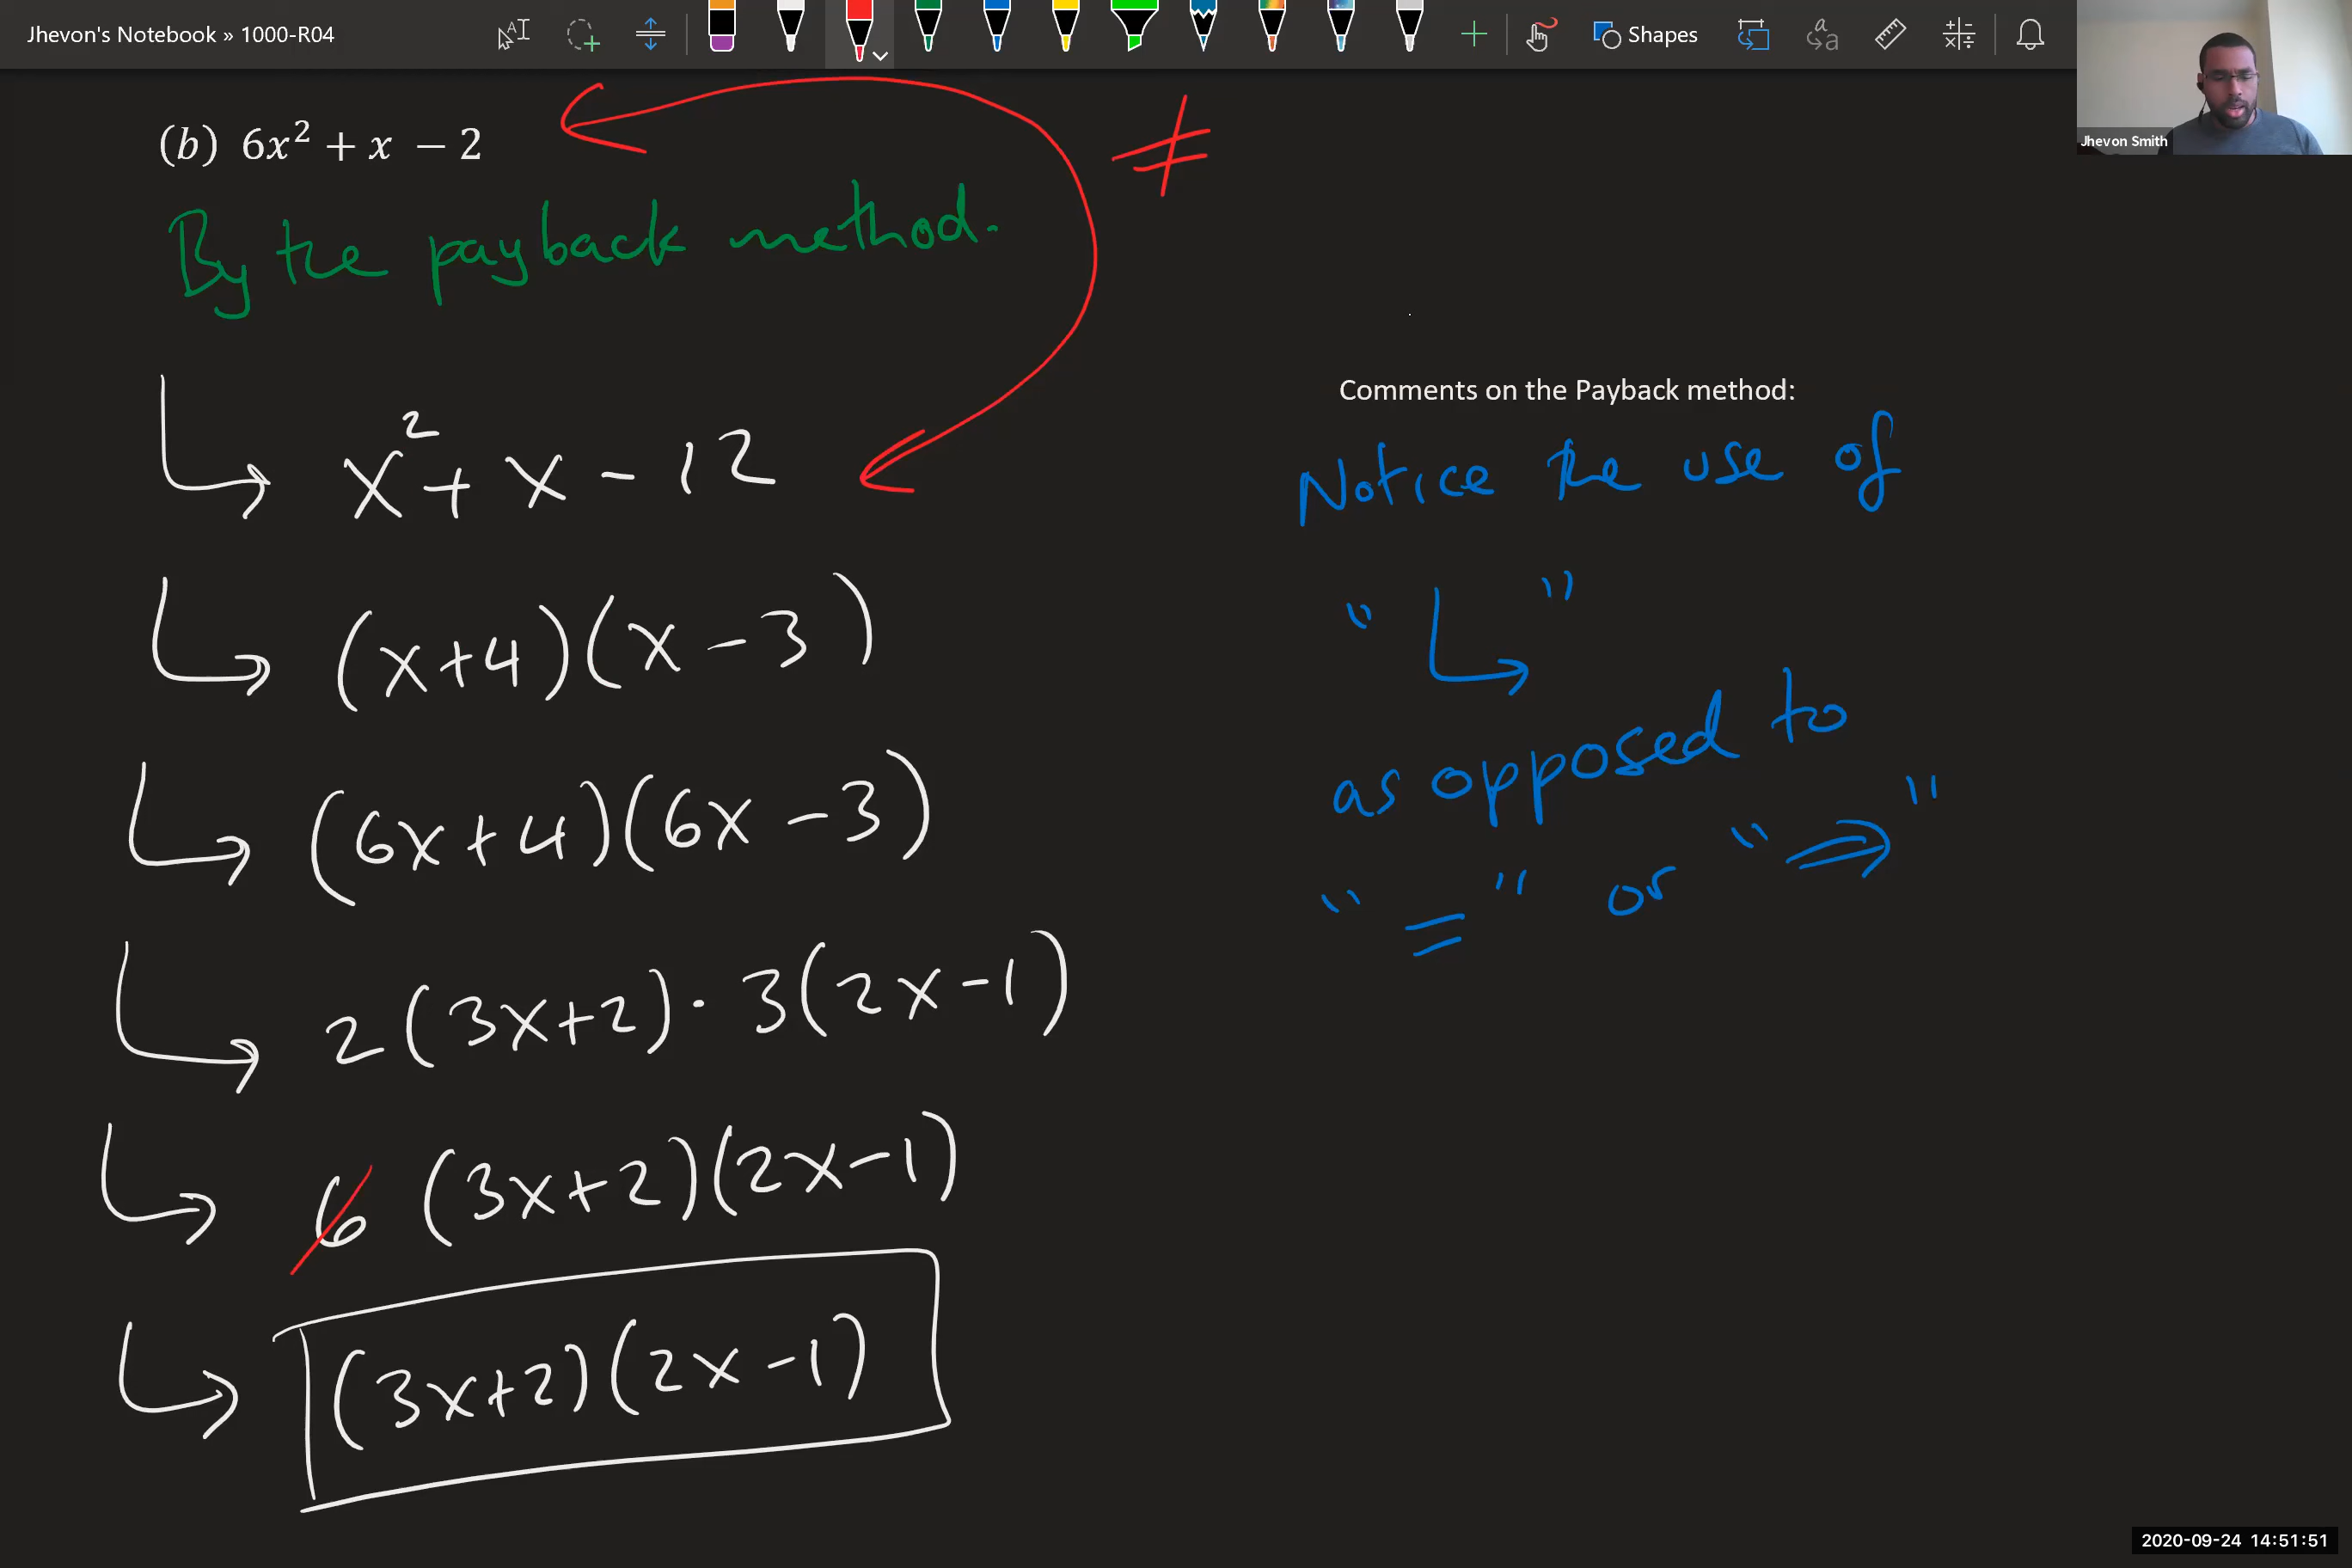 Jhevon's Notebook » 1000-R04
Shapes
Jhevon Smith
(b) 6x² + x − 2
≠
By the payback method.
↳ x² + x − 12
↳ (x+4)(x−3)
↳ (6x+4)(6x−3)
↳ 2(3x+2)·3(2x−1)
↳ 6 (3x+2)(2x−1)
↳ (3x+2)(2x−1)
Comments on the Payback method:
Notice the use of
"↳"
as opposed to
"=" or "⇒"
2020-09-24 14:51:51